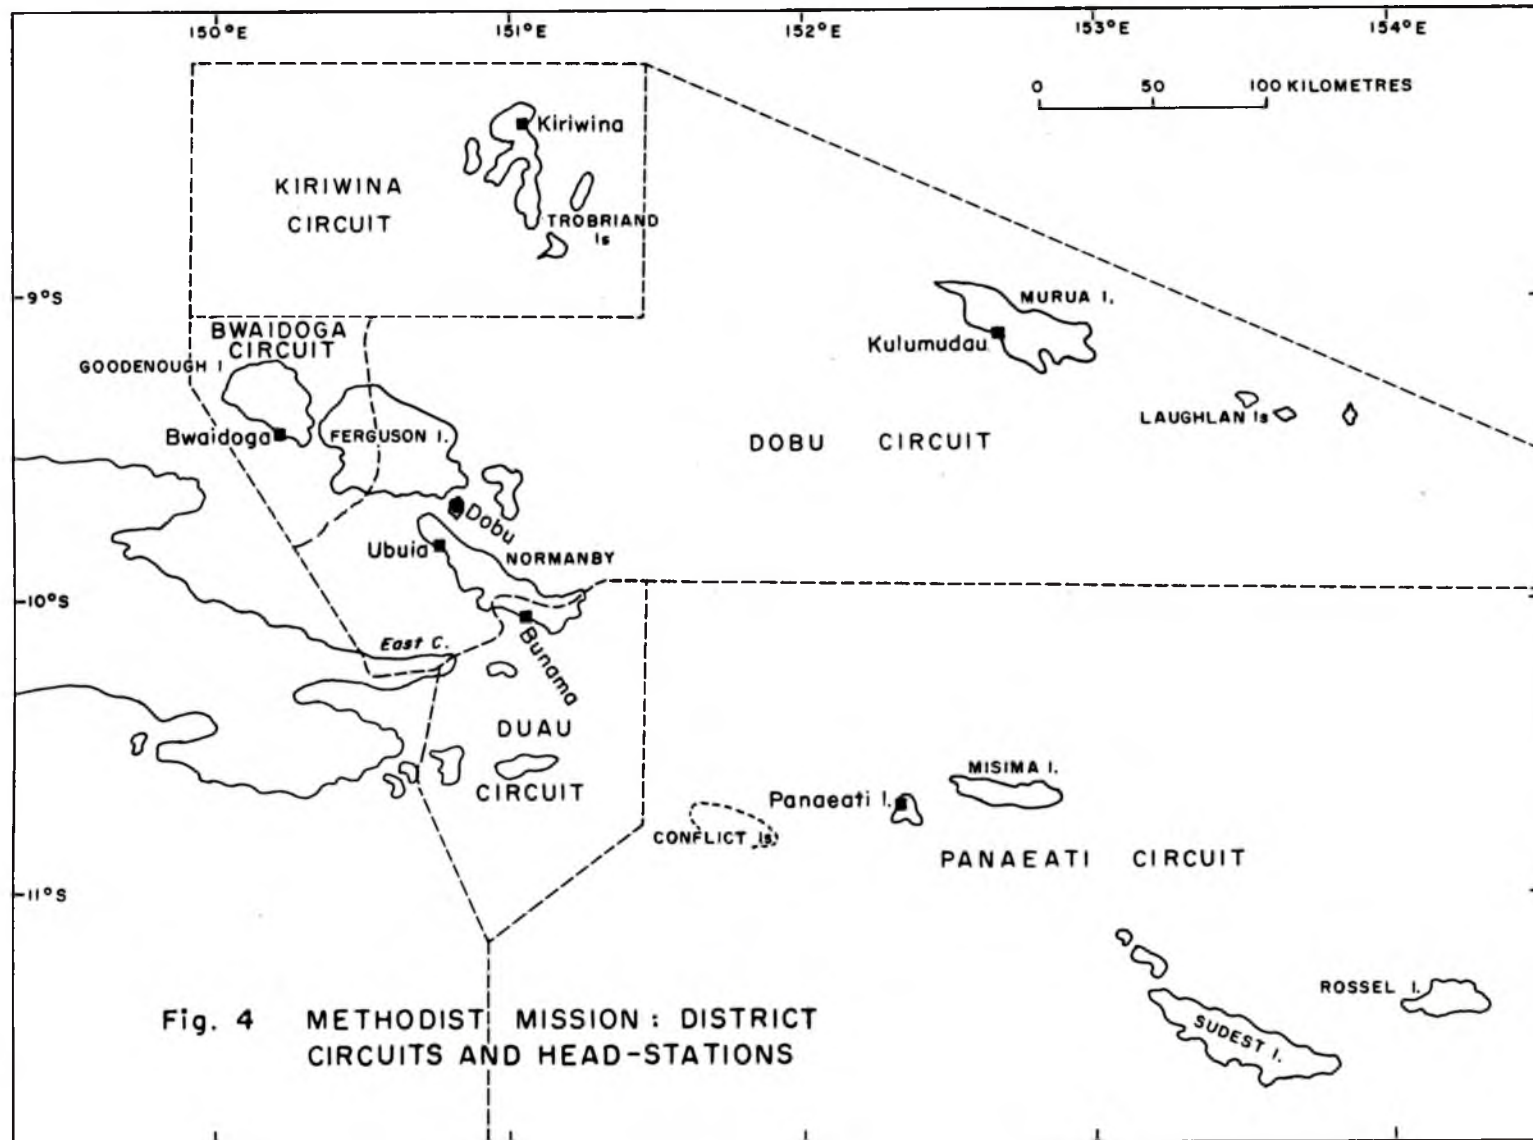 150°E 151°E 152°E 153°E 154°E
0 50 100 KILOMETRES
Kiriwina
KIRIWINA
CIRCUIT
TROBRIAND
Is
9°S
MURUA I.
Kulumudau
BWAIDOGA
CIRCUIT
GOODENOUGH I
LAUGHLAN Is
Bwaidoga
FERGUSON I.
DOBU CIRCUIT
Dobu
Ubuia
NORMANBY
10°S
East C.
Bunama
DUAU
CIRCUIT
MISIMA I.
Panaeati I.
CONFLICT Is
PANAEATI CIRCUIT
11°S
ROSSEL I.
SUDEST I.
Fig. 4 METHODIST MISSION : DISTRICT
CIRCUITS AND HEAD-STATIONS